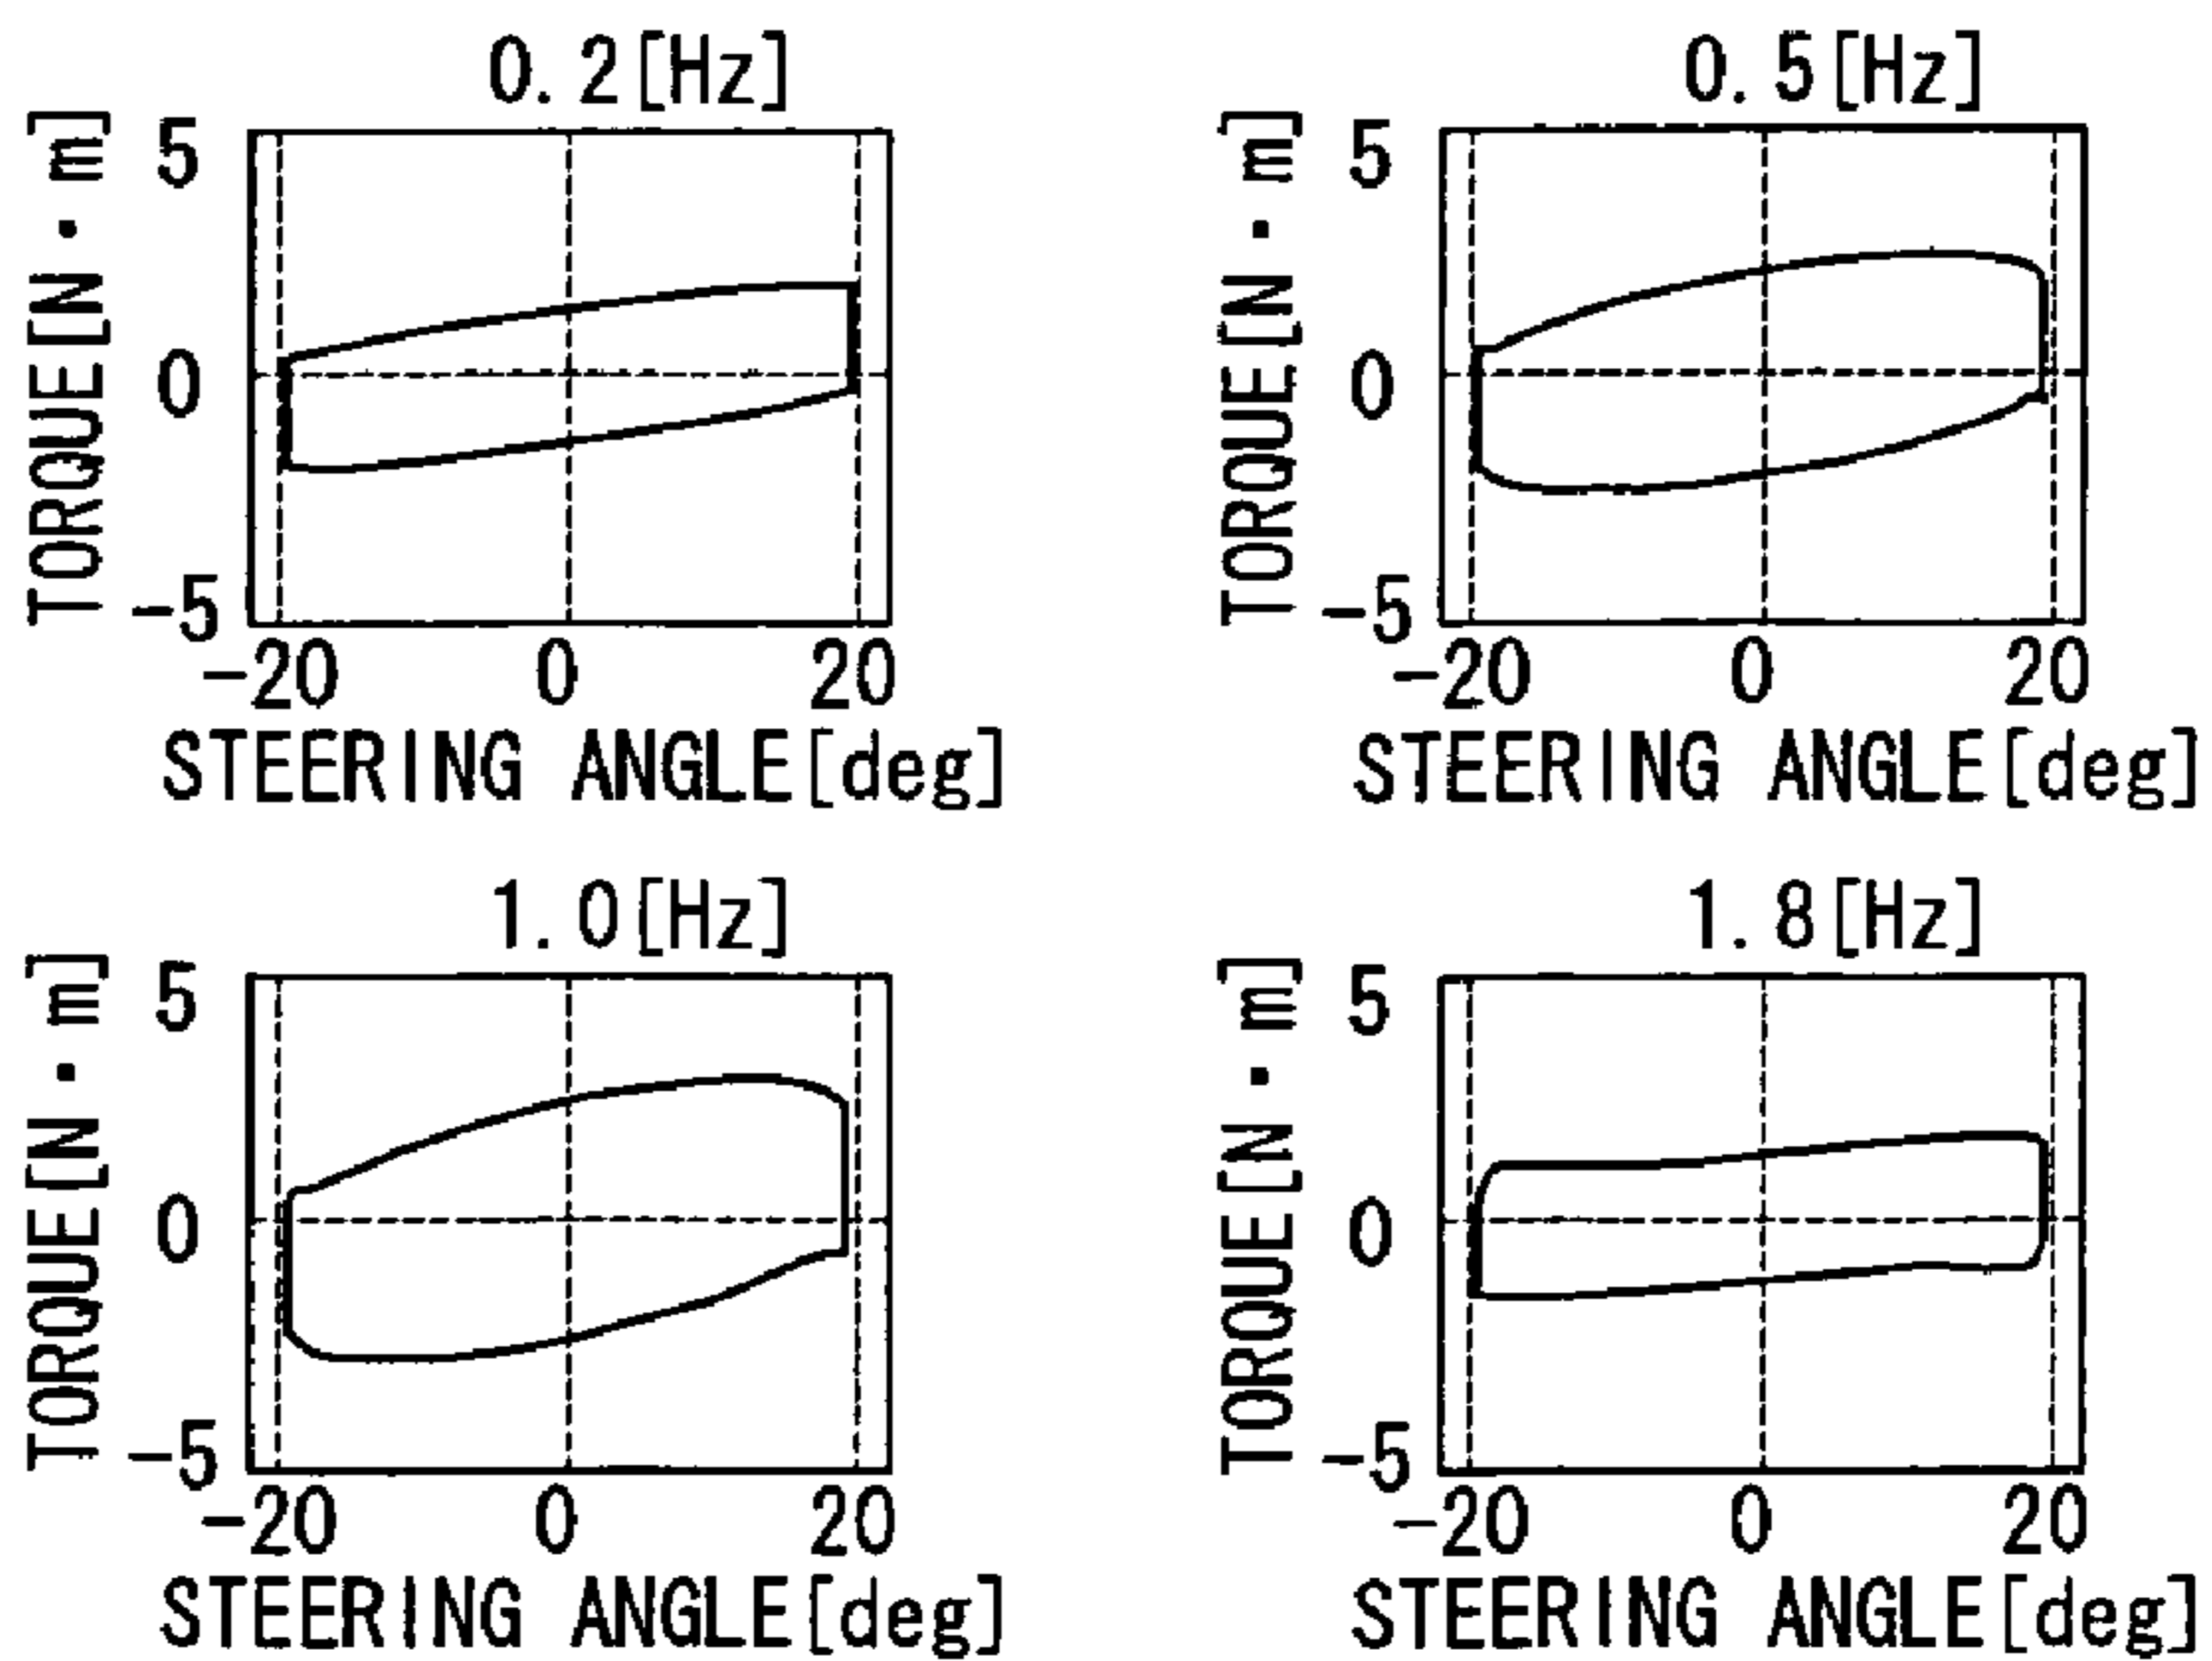 0.2[Hz]
TORQUE[N・m]
5
0
-5
-20 0 20
STEERING ANGLE[deg]
0.5[Hz]
TORQUE[N・m]
5
0
-5
-20 0 20
STEERING ANGLE[deg]
1.0[Hz]
TORQUE[N・m]
5
0
-5
-20 0 20
STEERING ANGLE[deg]
1.8[Hz]
TORQUE[N・m]
5
0
-5
-20 0 20
STEERING ANGLE[deg]